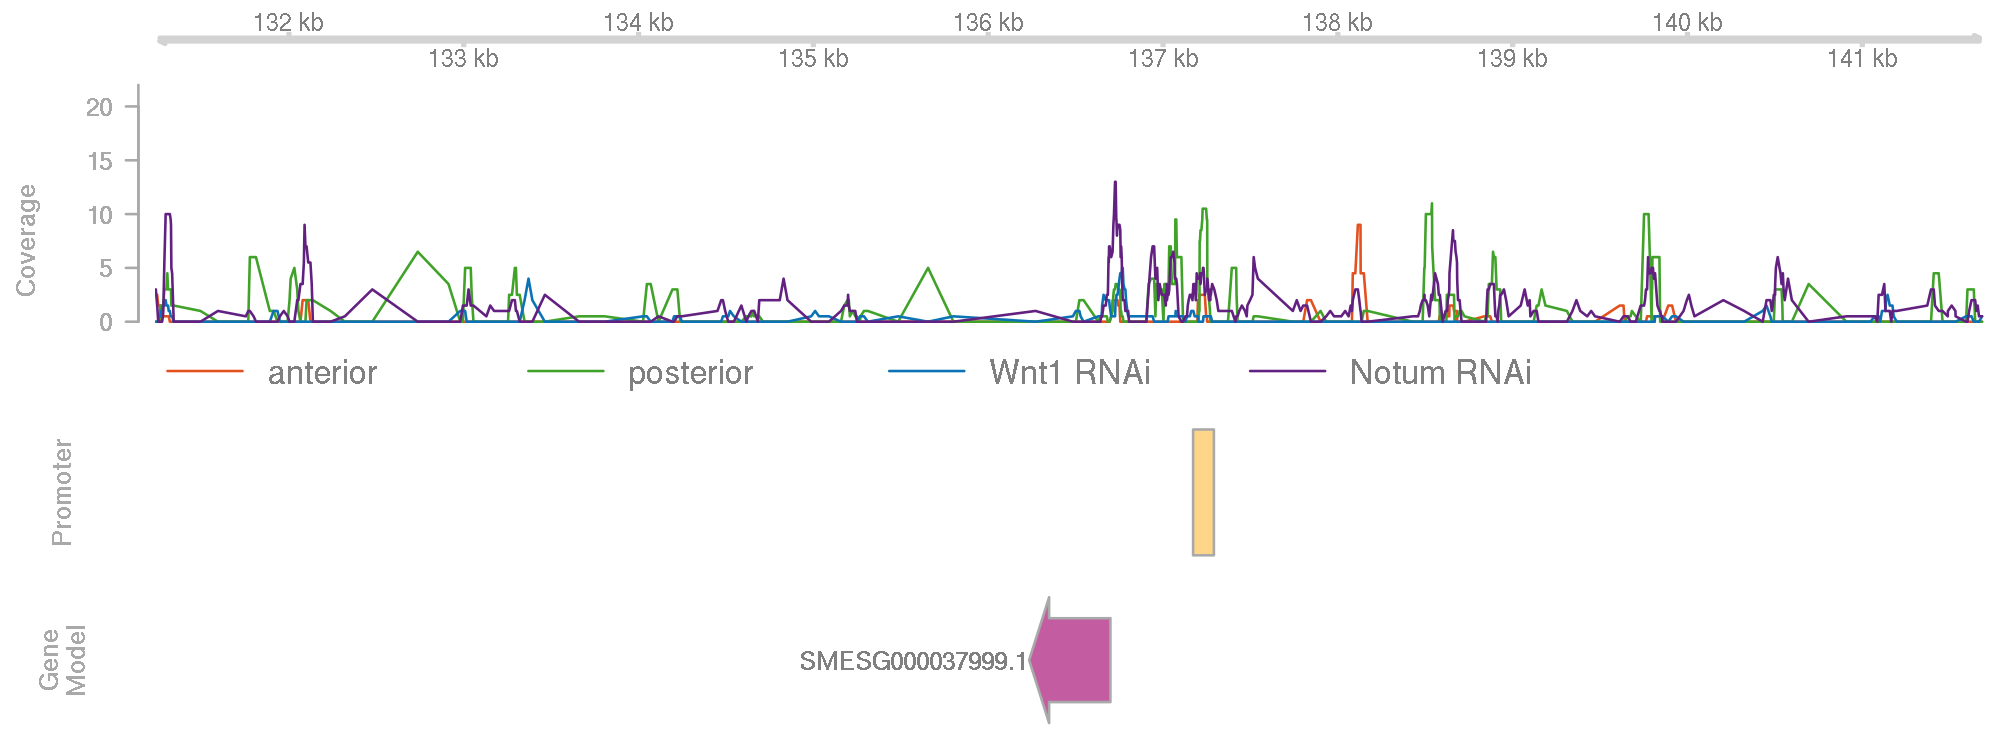 132 kb 134 kb 136 kb 138 kb 140 kb
133 kb 135 kb 137 kb 139 kb 141 kb
Coverage
20
15
10
5
0
anterior posterior Wnt1 RNAi Notum RNAi
Promoter
Gene
Model
SMESG000037999.1